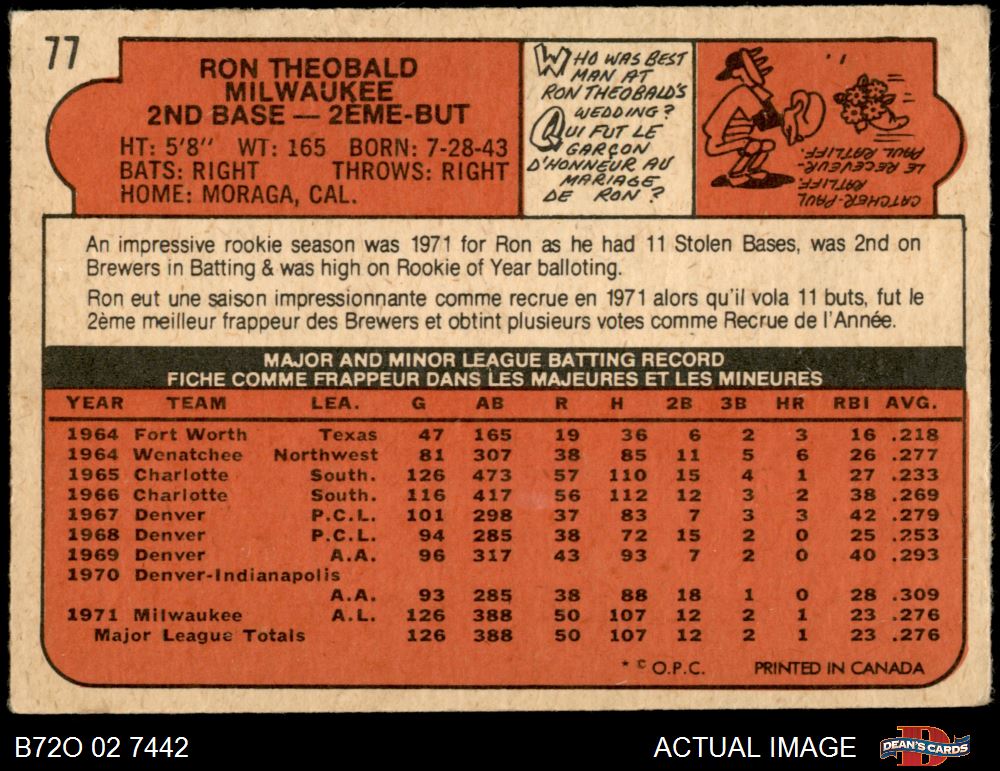 77
RON THEOBALD
MILWAUKEE
2ND BASE — 2EME-BUT
HT: 5'8" WT: 165 BORN: 7-28-43
BATS: RIGHT THROWS: RIGHT
HOME: MORAGA, CAL.
WHO WAS BEST
MAN AT
RON THEOBALD'S
WEDDING?
QUI FUT LE
GARÇON
D'HONNEUR AU
MARIAGE
DE RON?
CATCHER-PAUL
RATLIFF.
LE RECEVEUR-
PAUL RATLIFF.
An impressive rookie season was 1971 for Ron as he had 11 Stolen Bases, was 2nd on
Brewers in Batting & was high on Rookie of Year balloting.
Ron eut une saison impressionnante comme recrue en 1971 alors qu'il vola 11 buts, fut le
2ème meilleur frappeur des Brewers et obtint plusieurs votes comme Recrue de l'Année.
MAJOR AND MINOR LEAGUE BATTING RECORD
FICHE COMME FRAPPEUR DANS LES MAJEURES ET LES MINEURES
YEAR TEAM LEA. G AB R H 2B 3B HR RBI AVG.
1964 Fort Worth Texas 47 165 19 36 6 2 3 16 .218
1964 Wenatchee Northwest 81 307 38 85 11 5 6 26 .277
1965 Charlotte South. 126 473 57 110 15 4 1 27 .233
1966 Charlotte South. 116 417 56 112 12 3 2 38 .269
1967 Denver P.C.L. 101 298 37 83 7 3 3 42 .279
1968 Denver P.C.L. 94 285 38 72 15 2 0 25 .253
1969 Denver A.A. 96 317 43 93 7 2 0 40 .293
1970 Denver-Indianapolis
A.A. 93 285 38 88 18 1 0 28 .309
1971 Milwaukee A.L. 126 388 50 107 12 2 1 23 .276
Major League Totals 126 388 50 107 12 2 1 23 .276
* © O.P.C. PRINTED IN CANADA
B72O 02 7442
ACTUAL IMAGE
DEAN'S CARDS